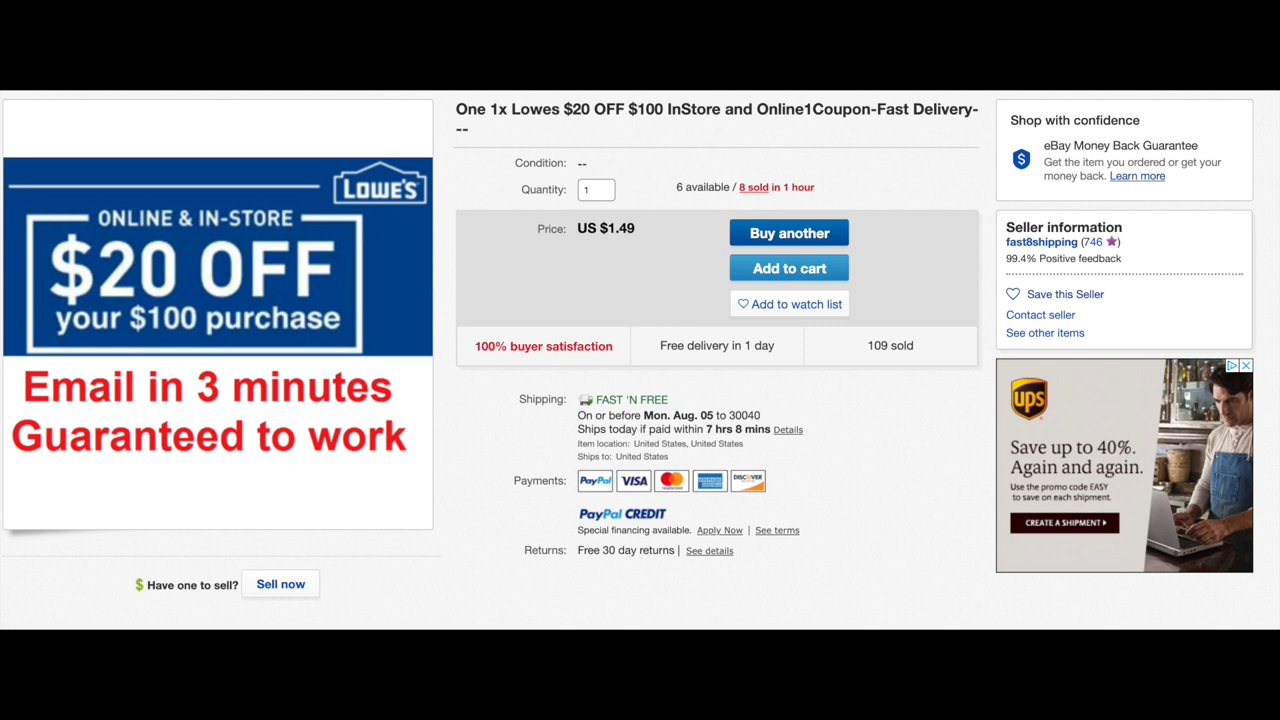 LOWE'S
ONLINE & IN-STORE
$20 OFF
your $100 purchase
Email in 3 minutes
Guaranteed to work
$ Have one to sell? Sell now
One 1x Lowes $20 OFF $100 InStore and Online1Coupon-Fast Delivery-
--
Condition: --
Quantity: 1 6 available / 8 sold in 1 hour
Price: US $1.49
Buy another
Add to cart
Add to watch list
100% buyer satisfaction Free delivery in 1 day 109 sold
Shipping: FAST 'N FREE
On or before Mon. Aug. 05 to 30040
Ships today if paid within 7 hrs 8 mins Details
Item location: United States, United States
Ships to: United States
Payments: PayPal VISA mastercard AMERICAN EXPRESS DISCOVER
PayPal CREDIT
Special financing available. Apply Now | See terms
Returns: Free 30 day returns | See details
Shop with confidence
eBay Money Back Guarantee
$ Get the item you ordered or get your
money back. Learn more
Seller information
fast8shipping (746 )
99.4% Positive feedback
Save this Seller
Contact seller
See other items
ups
Save up to 40%.
Again and again.
Use the promo code EASY
to save on each shipment.
CREATE A SHIPMENT